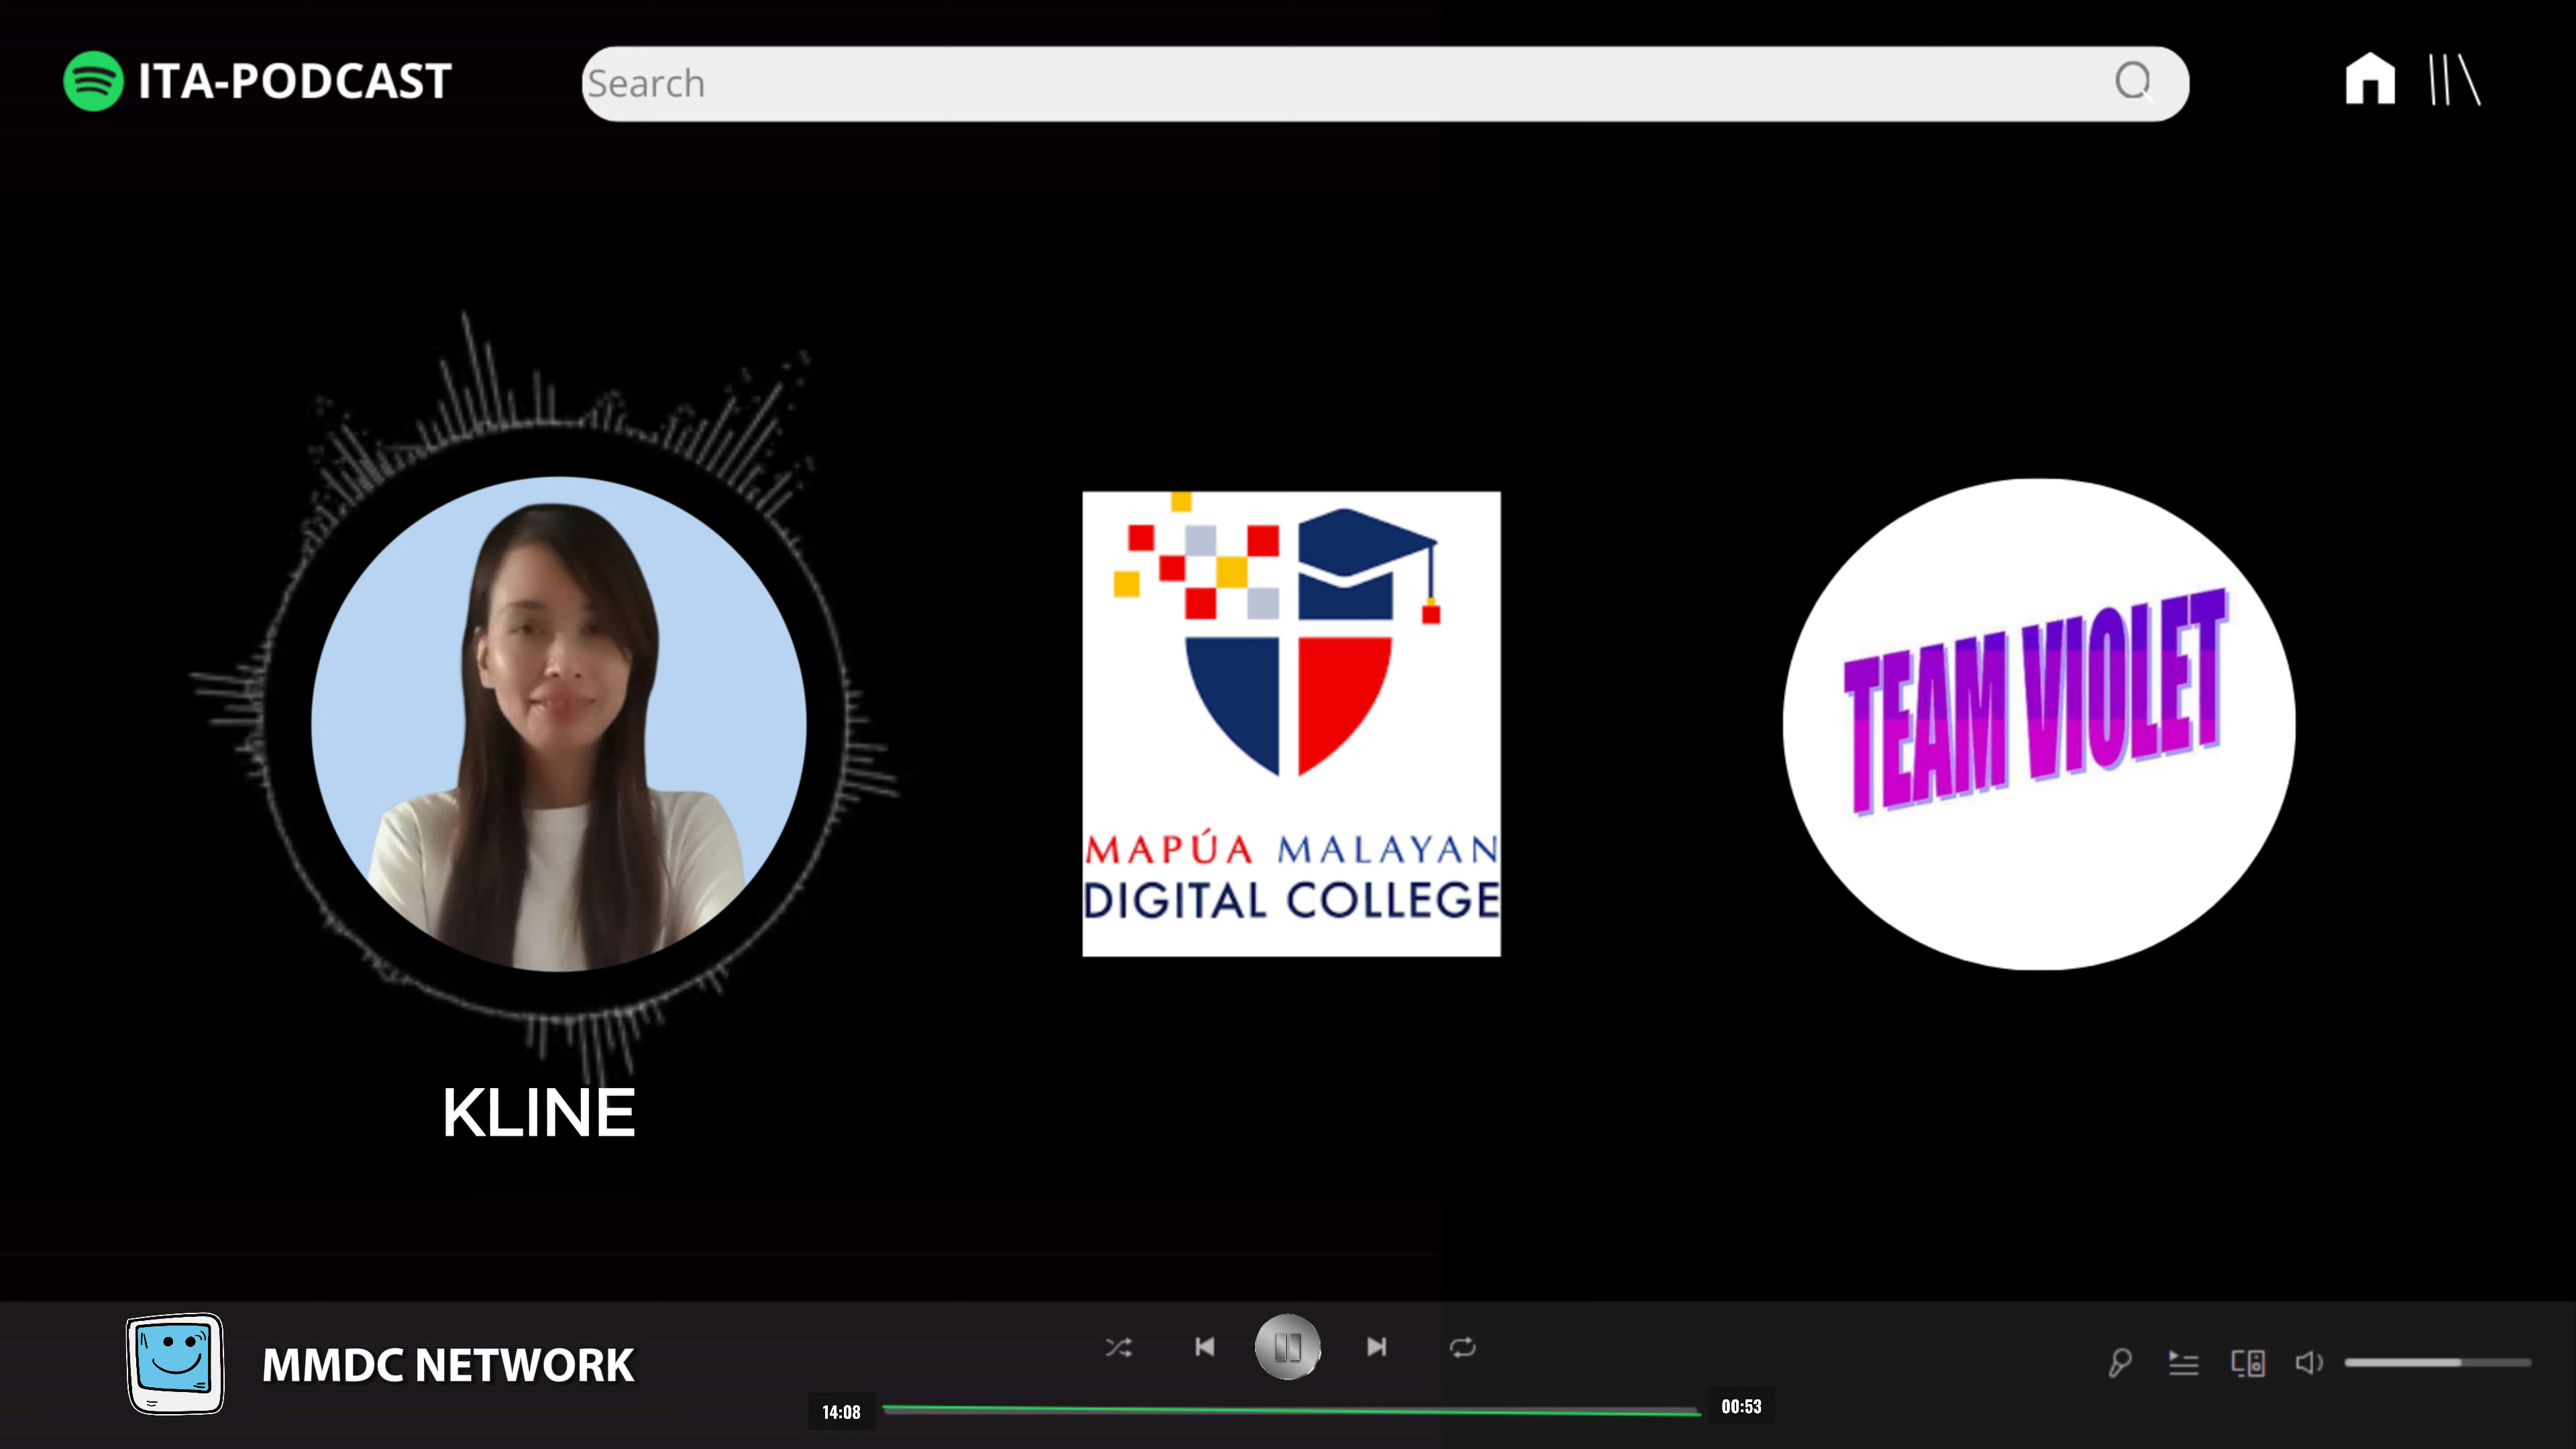 ITA-PODCAST
Search
MAPÚA MALAYAN
DIGITAL COLLEGE
TEAM VIOLET
KLINE
MMDC NETWORK
14:08
00:53